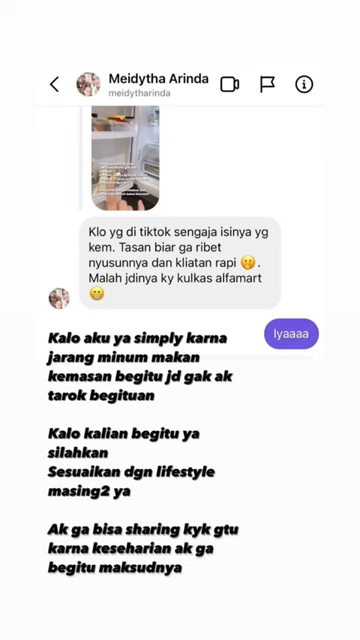 Meidytha Arinda
meidytharinda
Klo yg di tiktok sengaja isinya yg
kem. Tasan biar ga ribet
nyusunnya dan kliatan rapi 🤭.
Malah jdinya ky kulkas alfamart
😁
Iyaaaa
Kalo aku ya simply karna
jarang minum makan
kemasan begitu jd gak ak
tarok begituan
Kalo kalian begitu ya
silahkan
Sesuaikan dgn lifestyle
masing2 ya
Ak ga bisa sharing kyk gtu
karna keseharian ak ga
begitu maksudnya